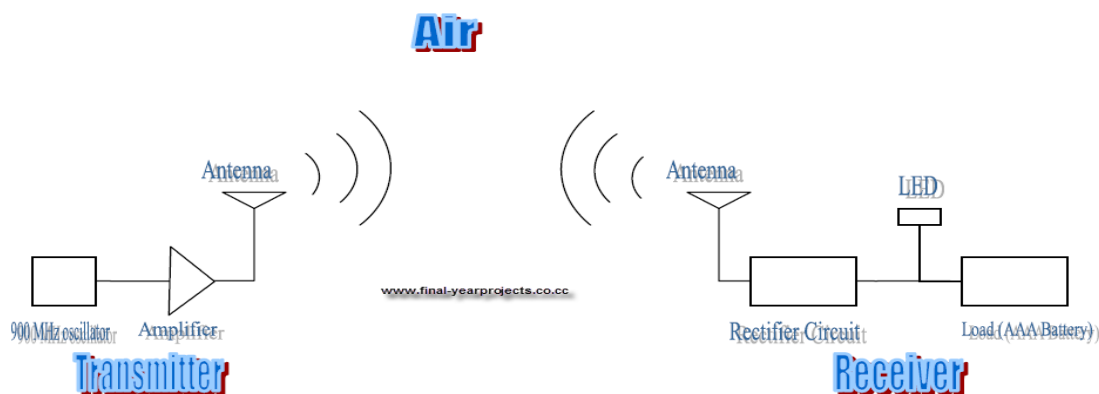 Air
Antenna
Antenna
LED
www.final-yearprojects.co.cc
900 MHz oscillator
Amplifier
Rectifier Circuit
Load (AAA Battery)
Transmitter
Receiver